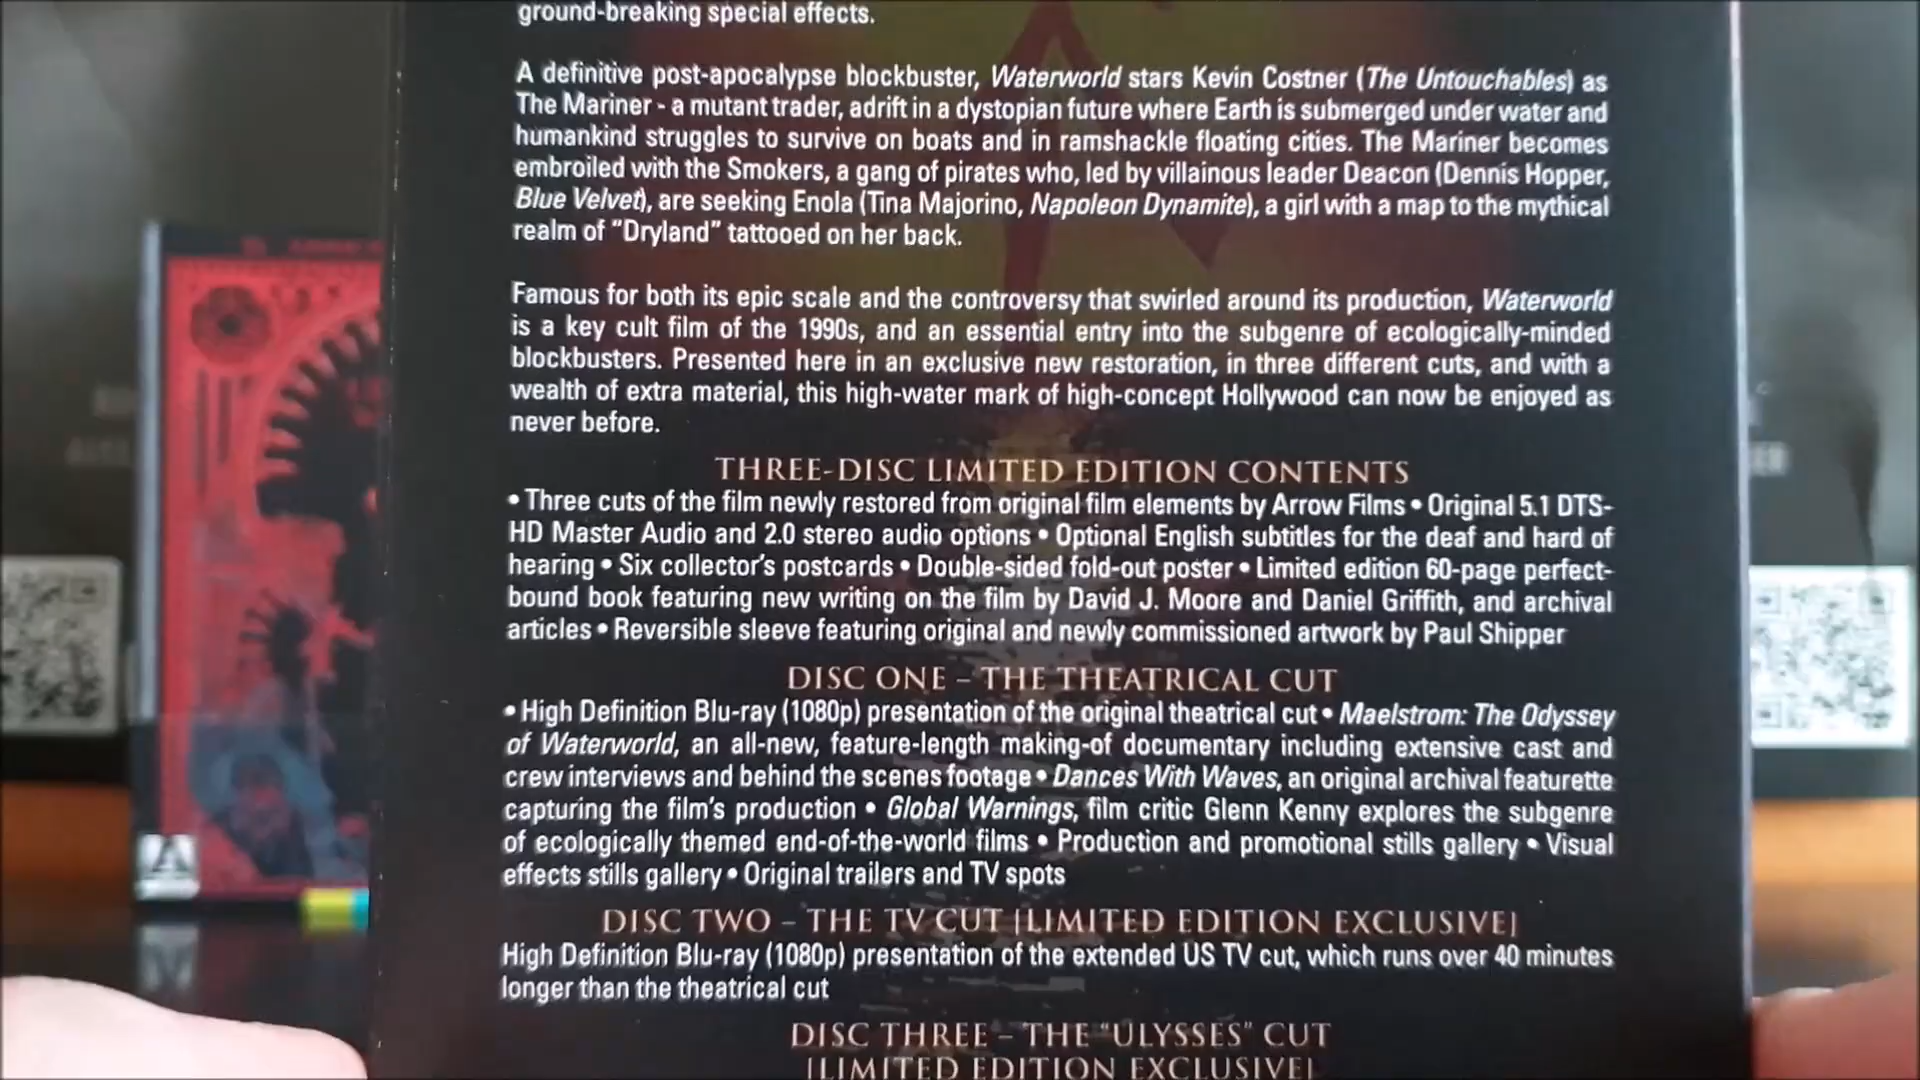 ground-breaking special effects.
A definitive post-apocalypse blockbuster, Waterworld stars Kevin Costner (The Untouchables) as
The Mariner - a mutant trader, adrift in a dystopian future where Earth is submerged under water and
humankind struggles to survive on boats and in ramshackle floating cities. The Mariner becomes
embroiled with the Smokers, a gang of pirates who, led by villainous leader Deacon (Dennis Hopper,
Blue Velvet), are seeking Enola (Tina Majorino, Napoleon Dynamite), a girl with a map to the mythical
realm of “Dryland” tattooed on her back.
Famous for both its epic scale and the controversy that swirled around its production, Waterworld
is a key cult film of the 1990s, and an essential entry into the subgenre of ecologically-minded
blockbusters. Presented here in an exclusive new restoration, in three different cuts, and with a
wealth of extra material, this high-water mark of high-concept Hollywood can now be enjoyed as
never before.
THREE-DISC LIMITED EDITION CONTENTS
• Three cuts of the film newly restored from original film elements by Arrow Films • Original 5.1 DTS-
HD Master Audio and 2.0 stereo audio options • Optional English subtitles for the deaf and hard of
hearing • Six collector’s postcards • Double-sided fold-out poster • Limited edition 60-page perfect-
bound book featuring new writing on the film by David J. Moore and Daniel Griffith, and archival
articles • Reversible sleeve featuring original and newly commissioned artwork by Paul Shipper
DISC ONE – THE THEATRICAL CUT
• High Definition Blu-ray (1080p) presentation of the original theatrical cut • Maelstrom: The Odyssey
of Waterworld, an all-new, feature-length making-of documentary including extensive cast and
crew interviews and behind the scenes footage • Dances With Waves, an original archival featurette
capturing the film’s production • Global Warnings, film critic Glenn Kenny explores the subgenre
of ecologically themed end-of-the-world films • Production and promotional stills gallery • Visual
effects stills gallery • Original trailers and TV spots
DISC TWO – THE TV CUT [LIMITED EDITION EXCLUSIVE]
High Definition Blu-ray (1080p) presentation of the extended US TV cut, which runs over 40 minutes
longer than the theatrical cut
DISC THREE – THE “ULYSSES” CUT
[LIMITED EDITION EXCLUSIVE]